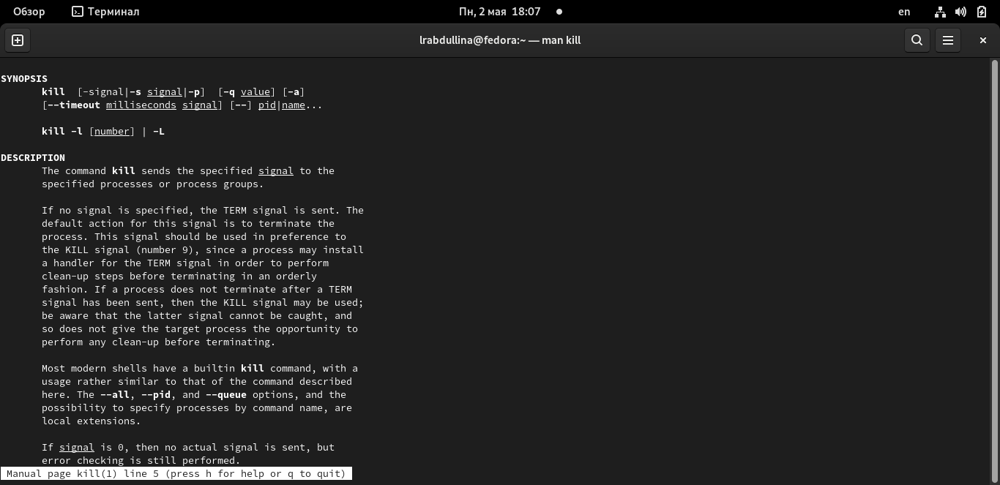 Обзор Терминал Пн, 2 мая 18:07 en
lrabdullina@fedora:~ — man kill
SYNOPSIS
kill [-signal|-s signal|-p] [-q value] [-a]
[--timeout milliseconds signal] [--] pid|name...
kill -l [number] | -L
DESCRIPTION
The command kill sends the specified signal to the
specified processes or process groups.
If no signal is specified, the TERM signal is sent. The
default action for this signal is to terminate the
process. This signal should be used in preference to
the KILL signal (number 9), since a process may install
a handler for the TERM signal in order to perform
clean-up steps before terminating in an orderly
fashion. If a process does not terminate after a TERM
signal has been sent, then the KILL signal may be used;
be aware that the latter signal cannot be caught, and
so does not give the target process the opportunity to
perform any clean-up before terminating.
Most modern shells have a builtin kill command, with a
usage rather similar to that of the command described
here. The --all, --pid, and --queue options, and the
possibility to specify processes by command name, are
local extensions.
If signal is 0, then no actual signal is sent, but
error checking is still performed.
Manual page kill(1) line 5 (press h for help or q to quit)